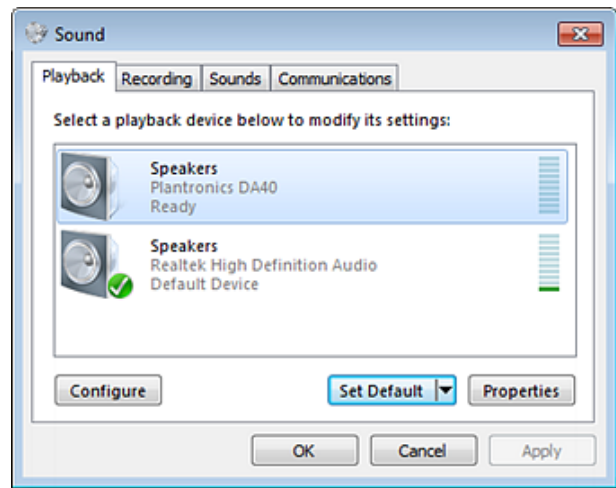 Sound
Playback Recording Sounds Communications
Select a playback device below to modify its settings:
Speakers
Plantronics DA40
Ready
Speakers
Realtek High Definition Audio
Default Device
Configure Set Default Properties
OK Cancel Apply